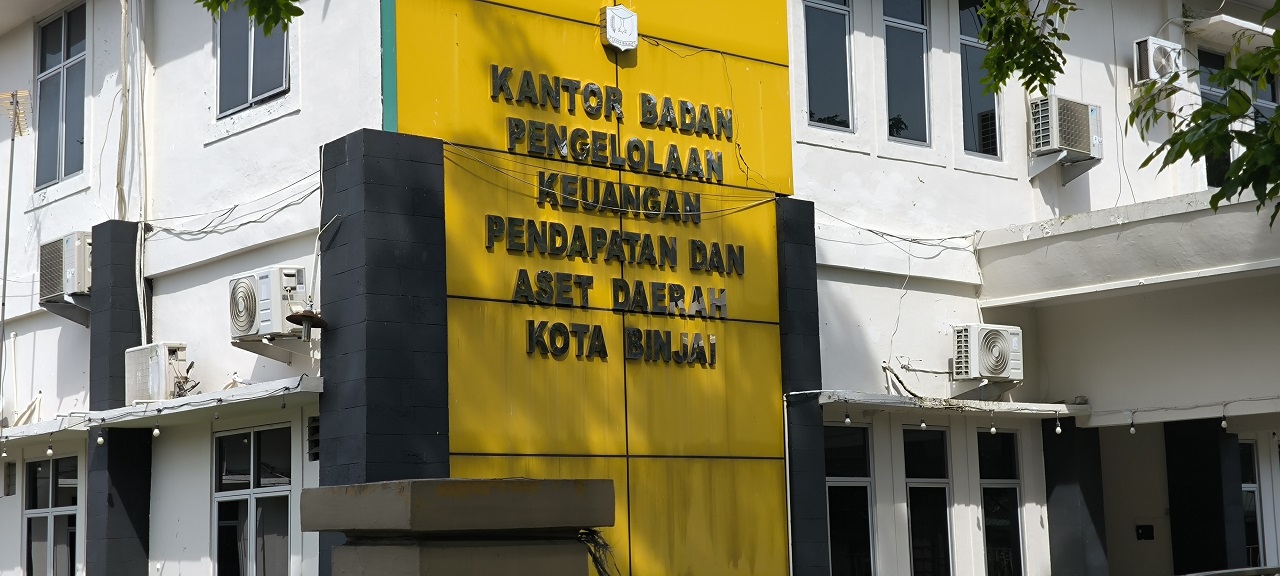 KANTOR BADAN
PENGELOLAAN
KEUANGAN
PENDAPATAN DAN
ASET DAERAH
KOTA BINJAI